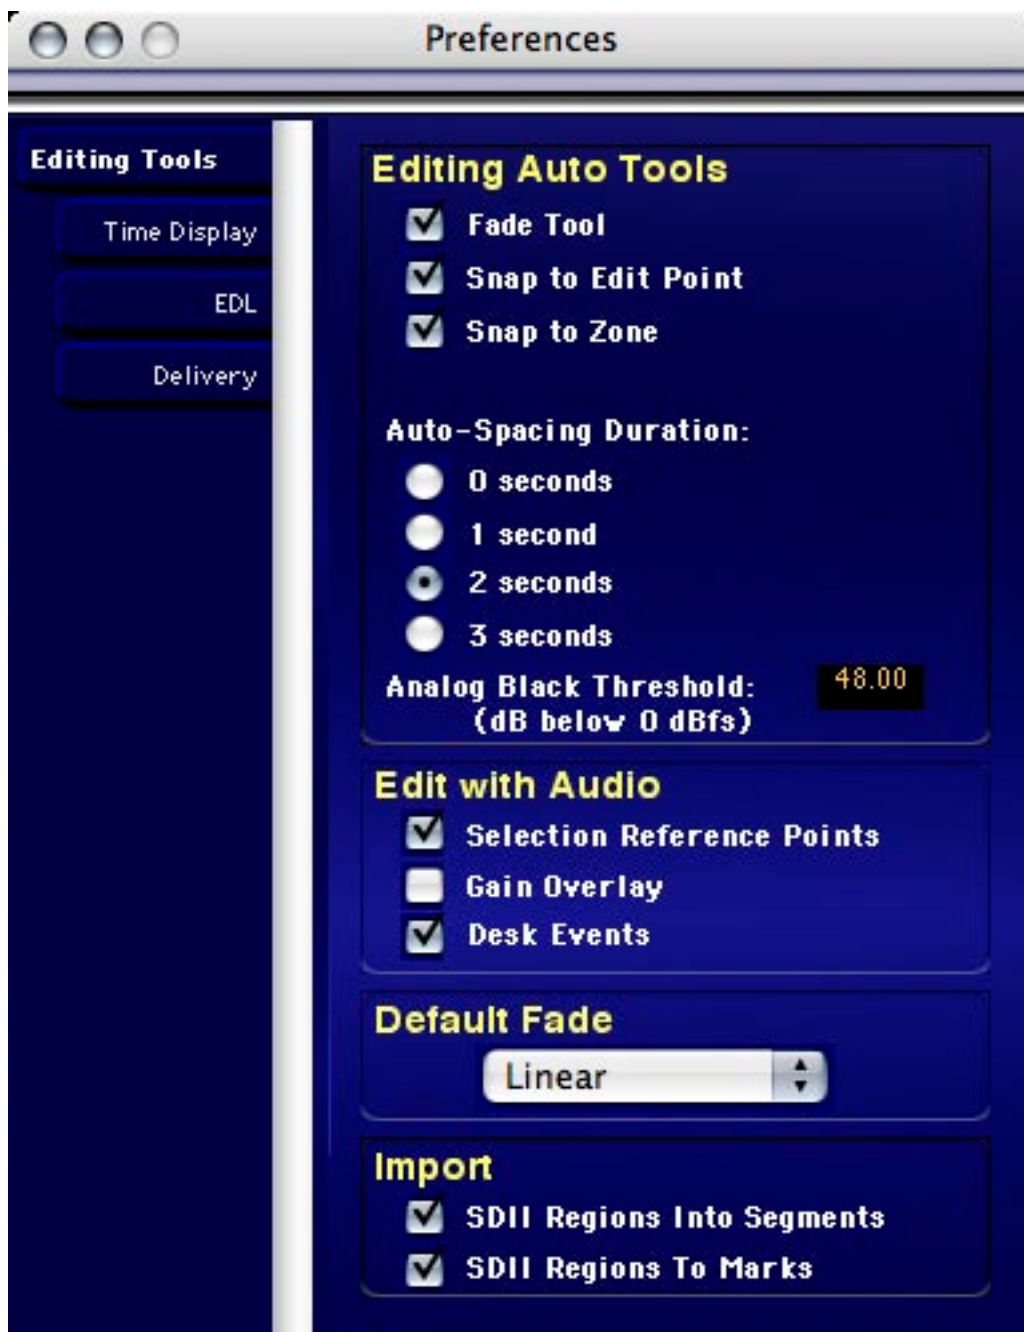 Preferences
Editing Tools
Time Display
EDL
Delivery
Editing Auto Tools
Fade Tool
Snap to Edit Point
Snap to Zone
Auto-Spacing Duration:
0 seconds
1 second
2 seconds
3 seconds
Analog Black Threshold: 48.00
(dB below 0 dBfs)
Edit with Audio
Selection Reference Points
Gain Overlay
Desk Events
Default Fade
Linear
Import
SDII Regions Into Segments
SDII Regions To Marks